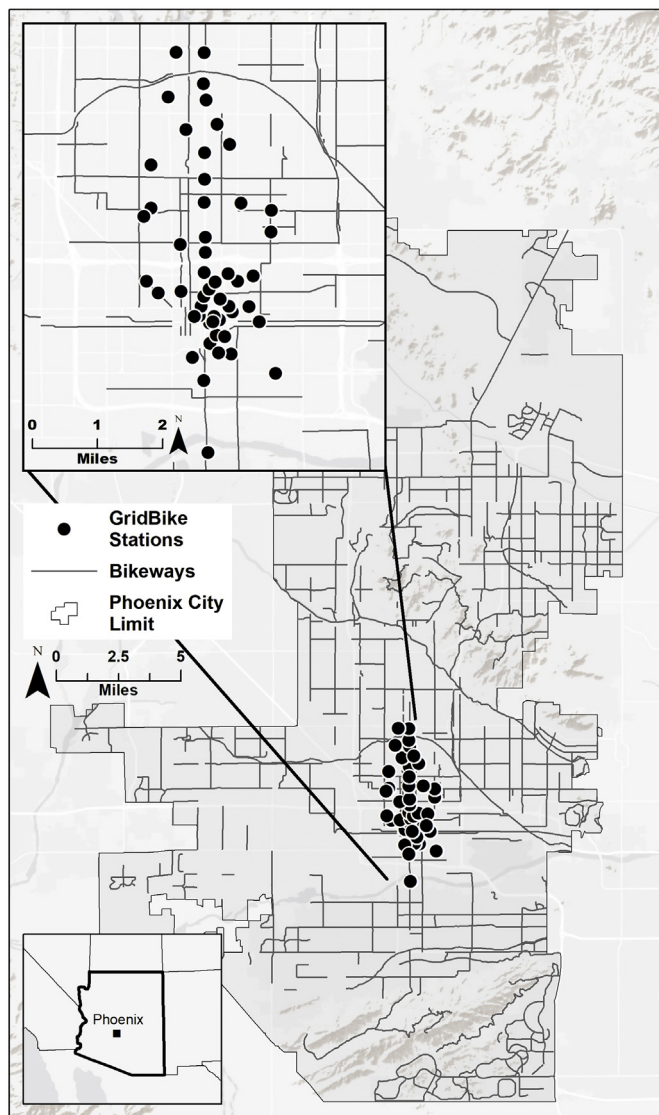 0 1 2
Miles
N
GridBike
Stations
Bikeways
Phoenix City
Limit
N
0 2.5 5
Miles
Phoenix